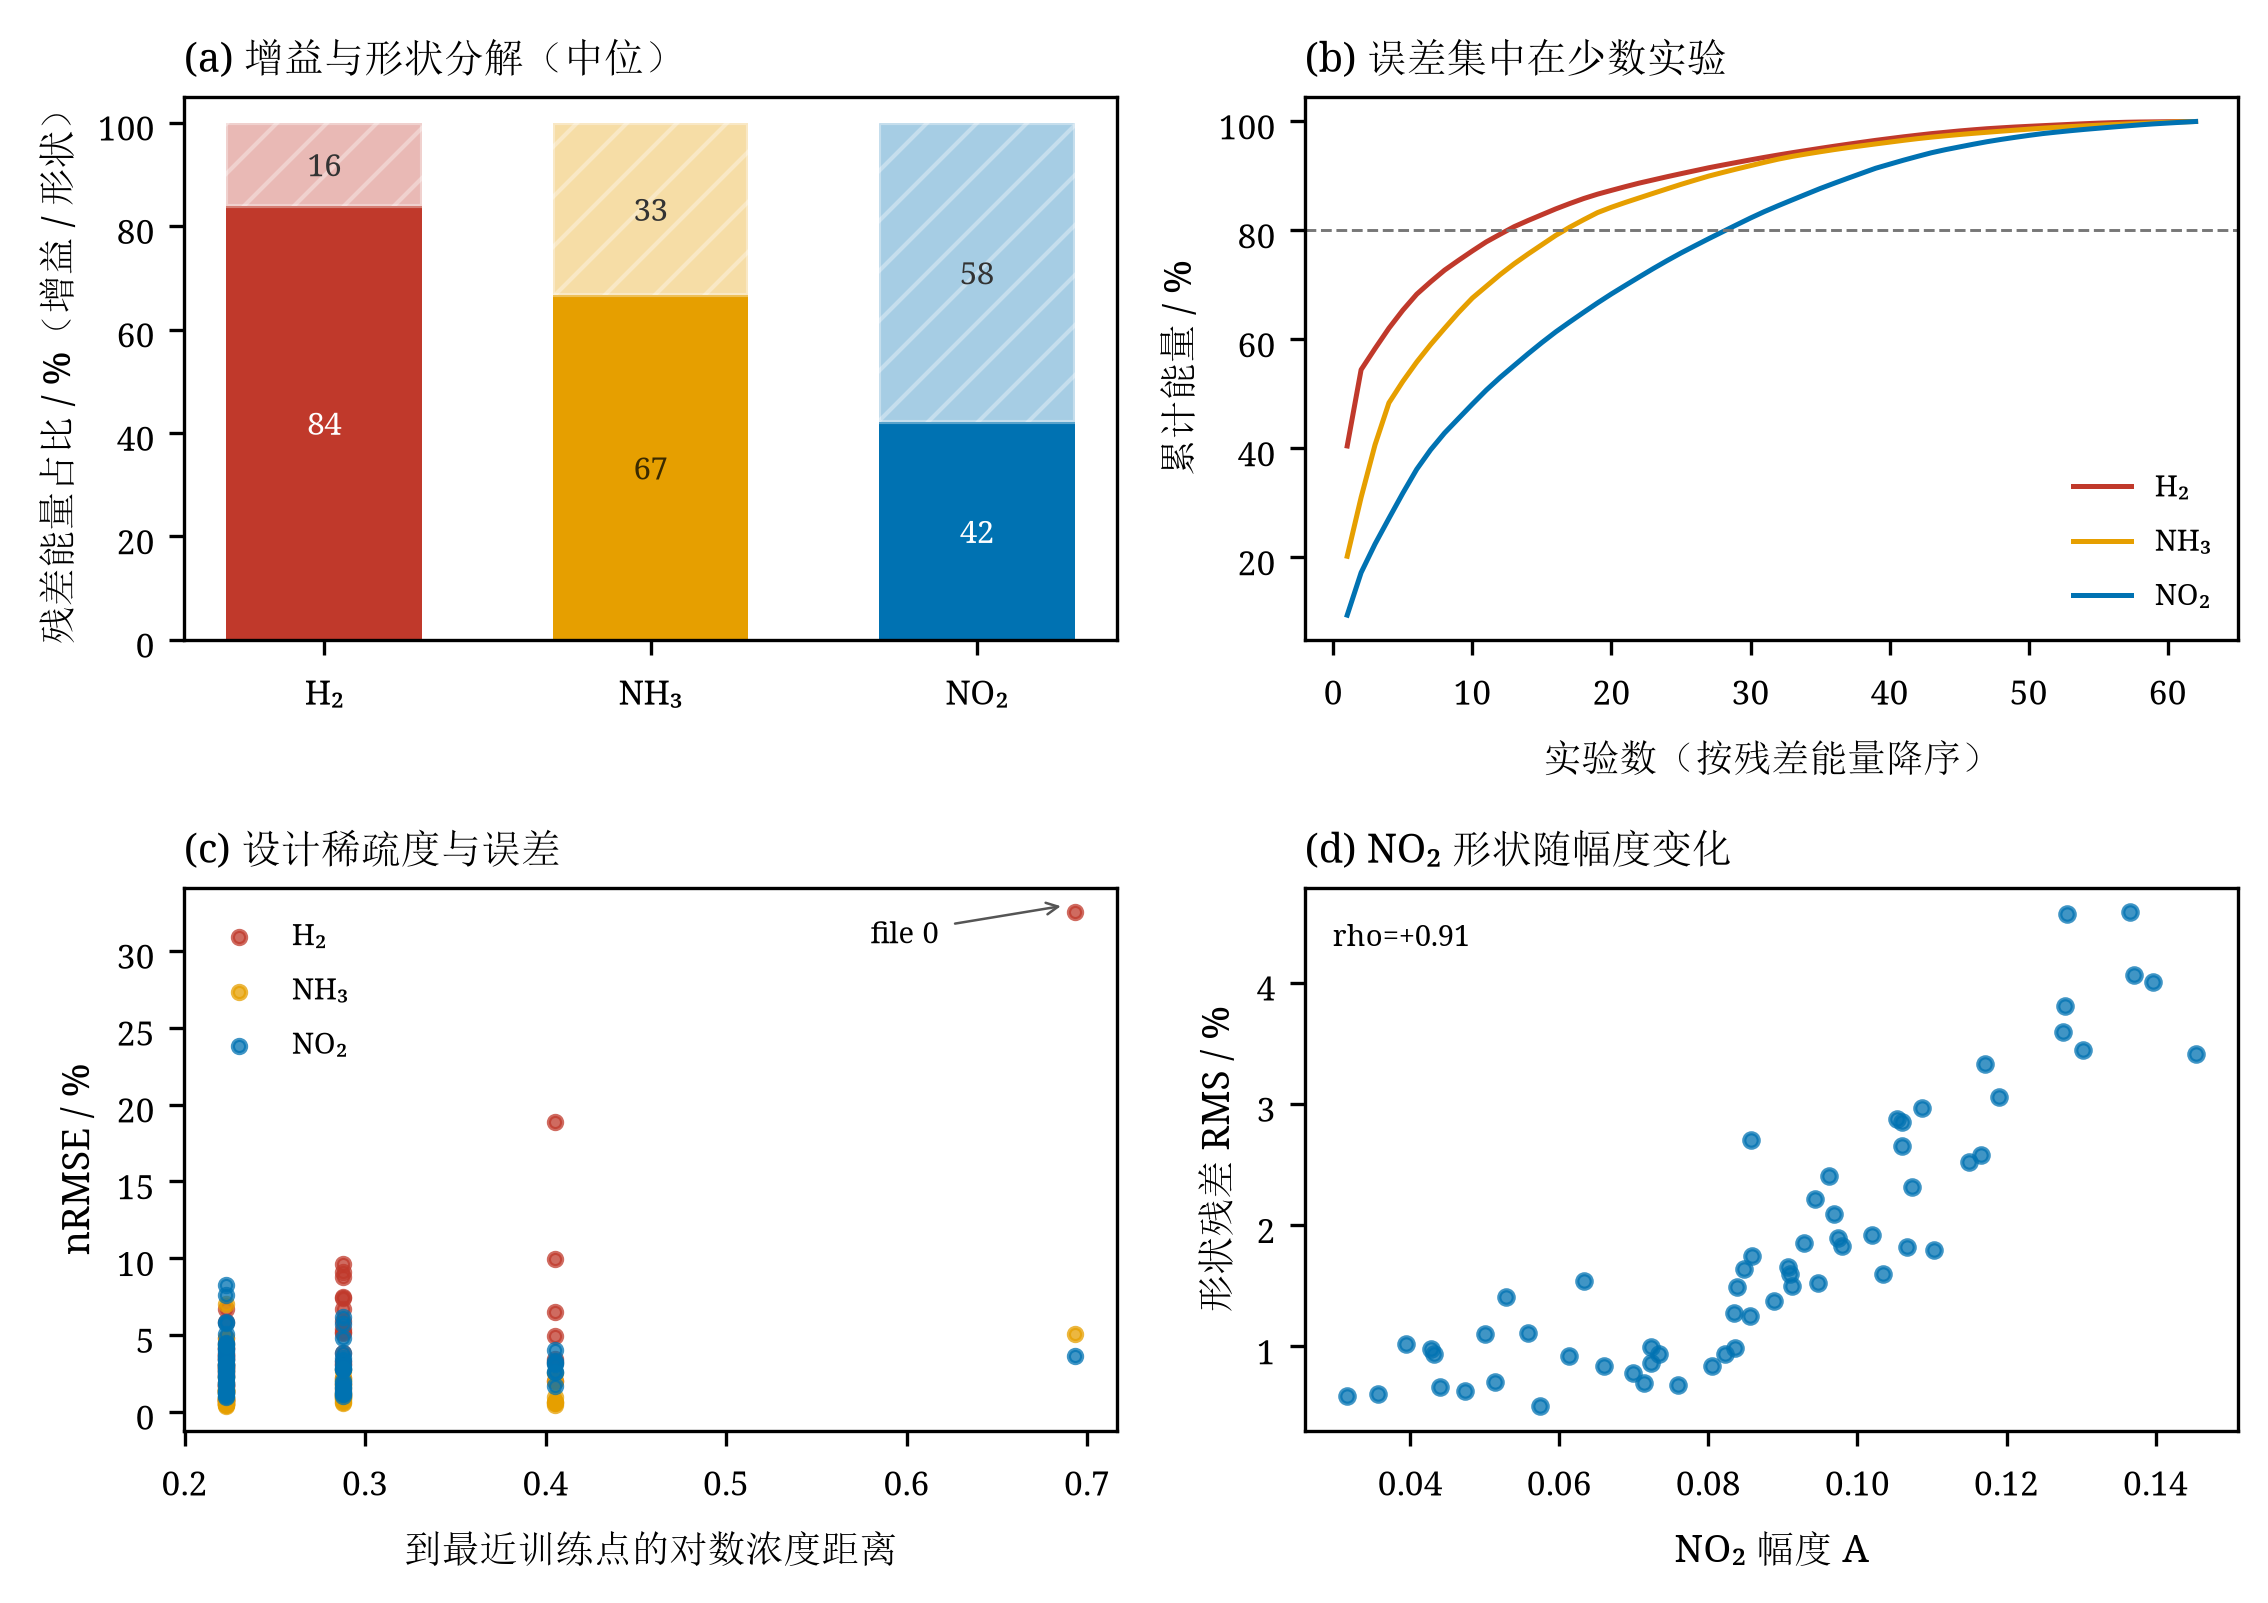 (a) 增益与形状分解（中位）
残差能量占比 / %（增益 / 形状）
100
80
60
40
20
0
16
84
33
67
58
42
H₂
NH₃
NO₂
(b) 误差集中在少数实验
累计能量 / %
100
80
60
40
20
H₂
NH₃
NO₂
0 10 20 30 40 50 60
实验数（按残差能量降序）
(c) 设计稀疏度与误差
nRMSE / %
30
25
20
15
10
5
0
H₂
NH₃
NO₂
file 0
0.2 0.3 0.4 0.5 0.6 0.7
到最近训练点的对数浓度距离
(d) NO₂ 形状随幅度变化
形状残差 RMS / %
rho=+0.91
4
3
2
1
0.04 0.06 0.08 0.10 0.12 0.14
NO₂ 幅度 A